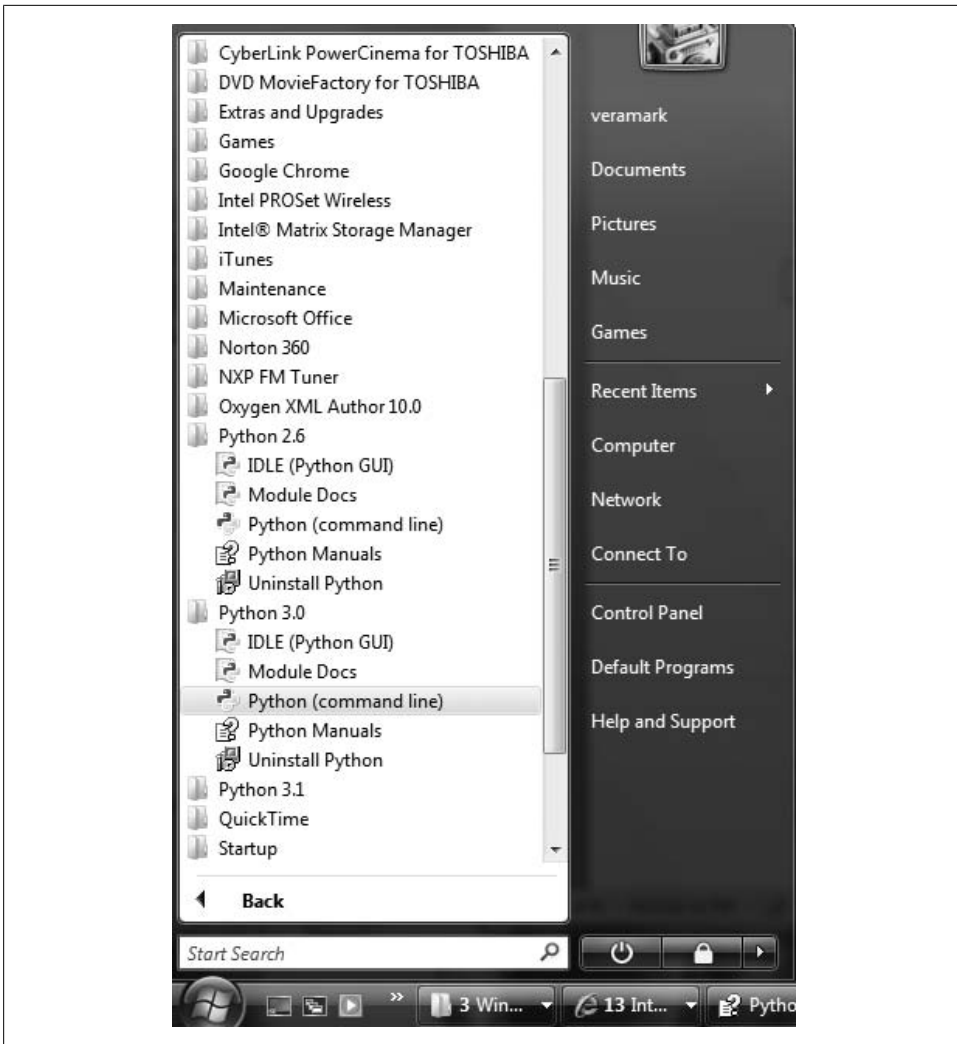 CyberLink PowerCinema for TOSHIBA
DVD MovieFactory for TOSHIBA
Extras and Upgrades
Games
Google Chrome
Intel PROSet Wireless
Intel® Matrix Storage Manager
iTunes
Maintenance
Microsoft Office
Norton 360
NXP FM Tuner
Oxygen XML Author 10.0
Python 2.6
IDLE (Python GUI)
Module Docs
Python (command line)
Python Manuals
Uninstall Python
Python 3.0
IDLE (Python GUI)
Module Docs
Python (command line)
Python Manuals
Uninstall Python
Python 3.1
QuickTime
Startup
Back
Start Search
veramark
Documents
Pictures
Music
Games
Recent Items
Computer
Network
Connect To
Control Panel
Default Programs
Help and Support
» 3 Win... 13 Int... Pytho